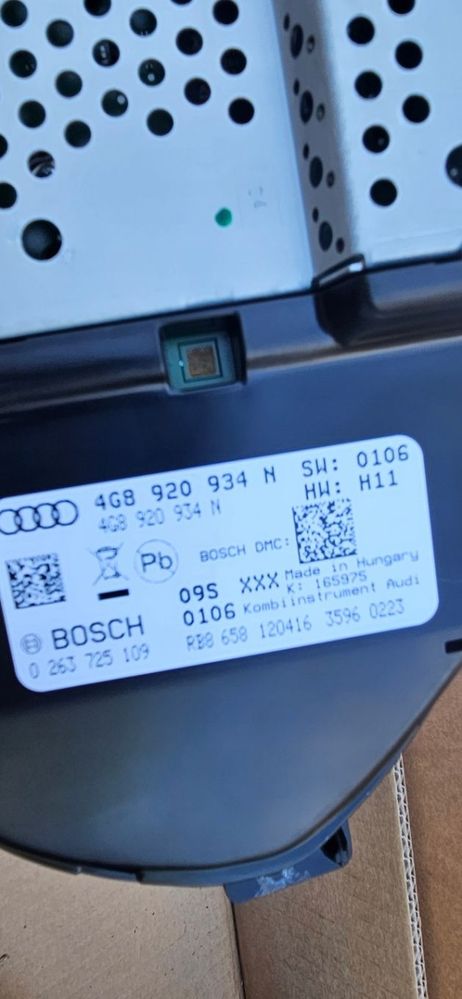 4G8 920 934 N SW: 0106
4G8 920 934 N HW: H11
Pb BOSCH DMC:
09S XXX Made in Hungary
K: 165975
0106 Kombiinstrument Audi
BOSCH
0 263 725 109 RB8 658 120416 3596 0223